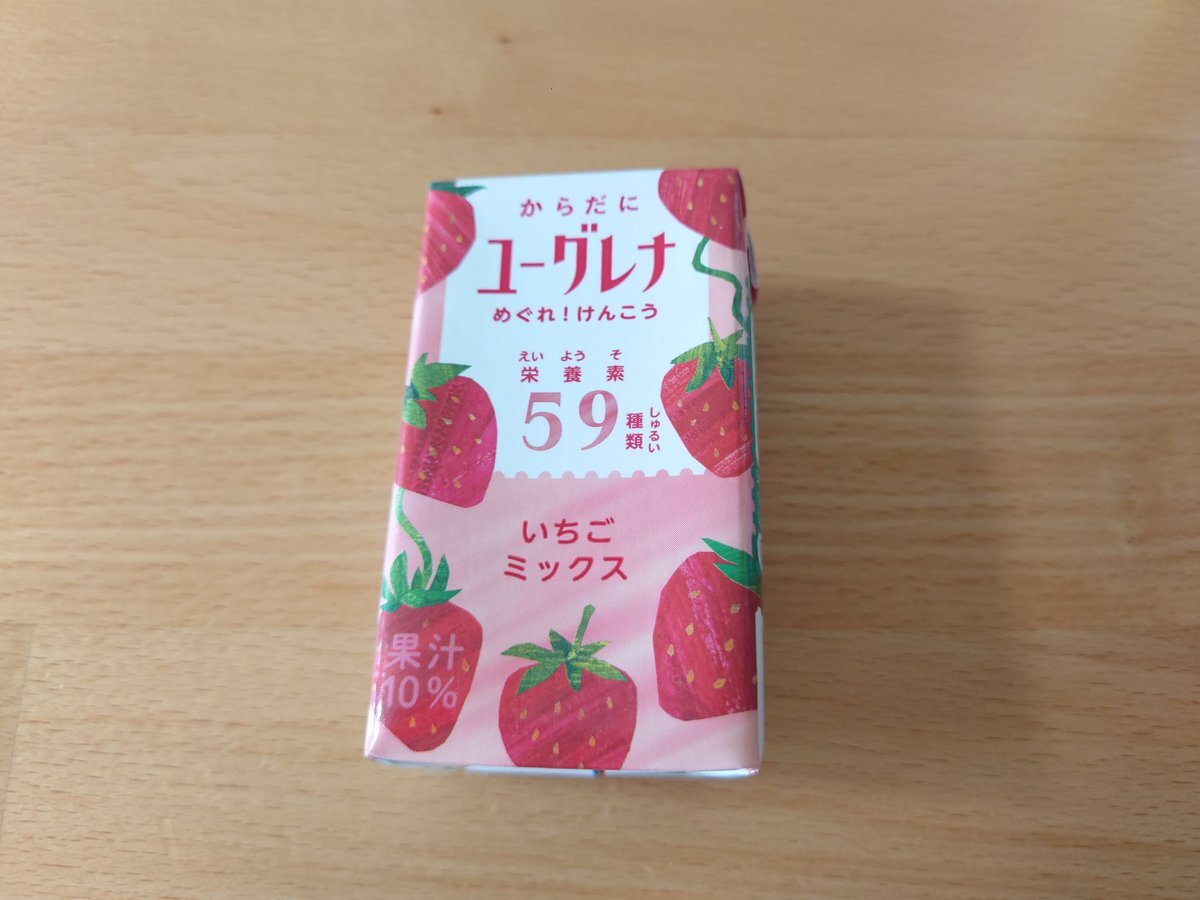 からだに
ユーグレナ
めぐれ！けんこう
えいようそ
栄養素
59種類
しゅるい
いちご
ミックス
果汁
10%